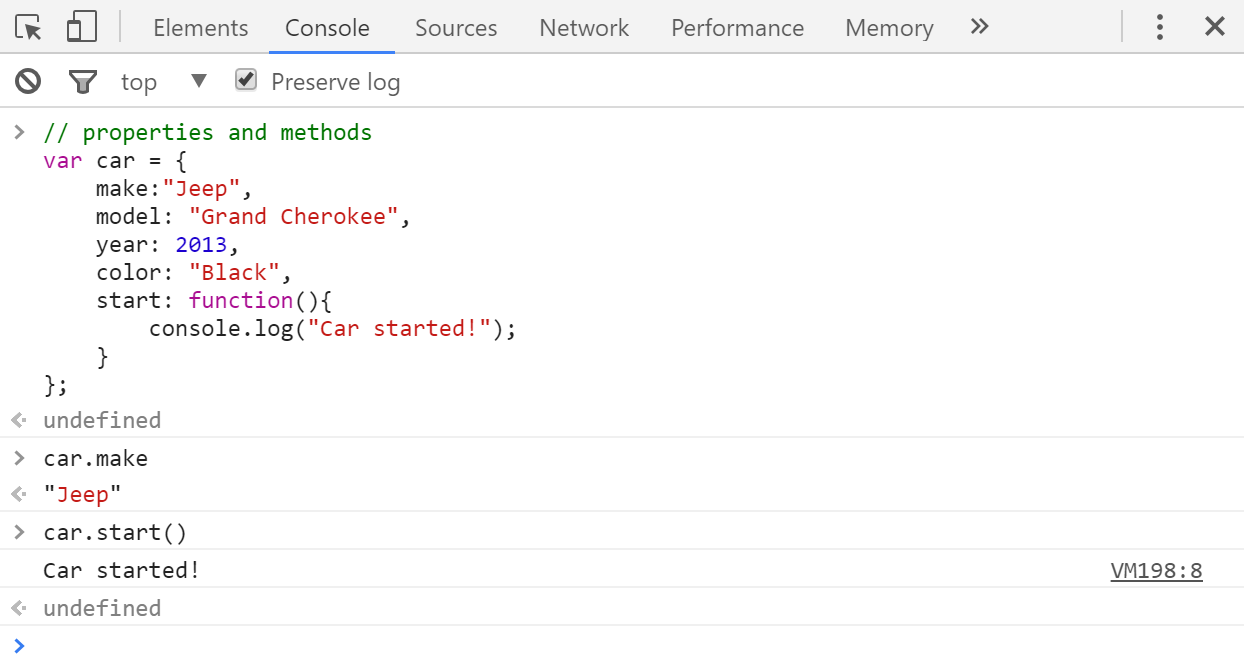 Elements Console Sources Network Performance Memory »
top ▼ Preserve log
> // properties and methods
var car = {
    make:"Jeep",
    model: "Grand Cherokee",
    year: 2013,
    color: "Black",
    start: function(){
        console.log("Car started!");
    }
};
undefined
> car.make
"Jeep"
> car.start()
Car started! VM198:8
undefined
>